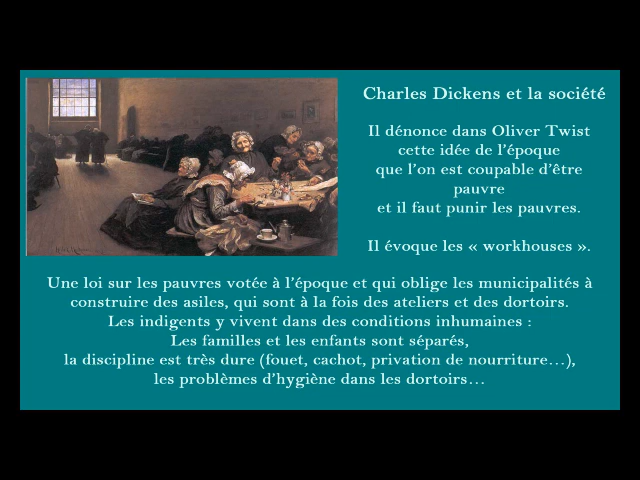 Charles Dickens et la société
Il dénonce dans Oliver Twist
cette idée de l'époque
que l'on est coupable d'être
pauvre
et il faut punir les pauvres.
Il évoque les « workhouses ».
Une loi sur les pauvres votée à l'époque et qui oblige les municipalités à
construire des asiles, qui sont à la fois des ateliers et des dortoirs.
Les indigents y vivent dans des conditions inhumaines :
Les familles et les enfants sont séparés,
la discipline est très dure (fouet, cachot, privation de nourriture…),
les problèmes d'hygiène dans les dortoirs…